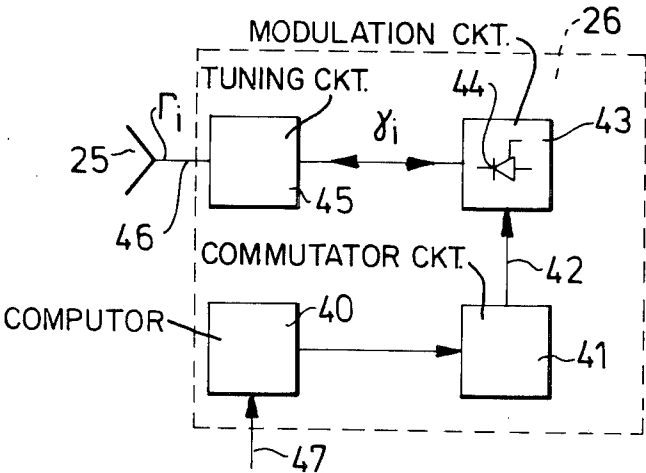 MODULATION CKT.
26
TUNING CKT.
44
Γi
γi
43
25
45
46
COMMUTATOR CKT.
42
40
COMPUTOR
41
47